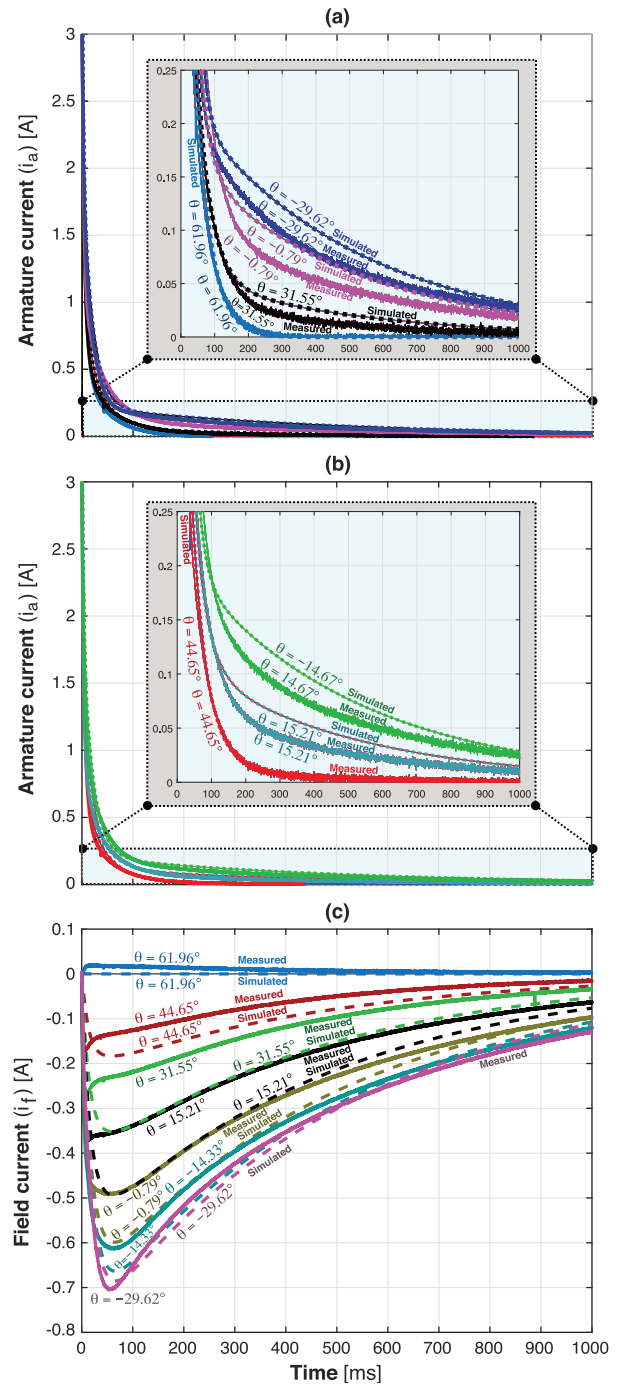 (a)
Armature current (ia) [A]
3
2.5
2
1.5
1
0.5
0
0.25
0.2
0.15
0.1
0.05
0
0 100 200 300 400 500 600 700 800 900 1000
Simulated
θ = 61.96°
θ = 61.96°
θ = −29.62° Simulated
θ = −29.62° Measured
θ = −0.79° Simulated
θ = −0.79° Measured
θ = 31.55° Simulated
θ=31.55° Measured
(b)
Armature current (ia) [A]
3
2.5
2
1.5
1
0.5
0
0.25
0.2
0.15
0.1
0.05
0
0 100 200 300 400 500 600 700 800 900 1000
Simulated
θ = 44.65°
θ = 44.65°
Measured
θ = −14.67° Simulated
θ = 14.67° Measured
θ = 15.21° Simulated
θ = 15.21° Measured
(c)
Field current (if) [A]
0.1
0
-0.1
-0.2
-0.3
-0.4
-0.5
-0.6
-0.7
-0.8
θ = 61.96° Measured
θ = 61.96° Simulated
θ = 44.65° Measured
θ = 44.65° Simulated
θ = 31.55° Measured
Simulated
θ = 15.21° Measured
θ = 15.21° Simulated
θ = −0.79° Measured
θ = −0.79° Simulated
θ = −14.33°
θ=−14.33°
θ = −29.62° Measured
θ = −29.62° Simulated
0 100 200 300 400 500 600 700 800 900 1000
Time [ms]